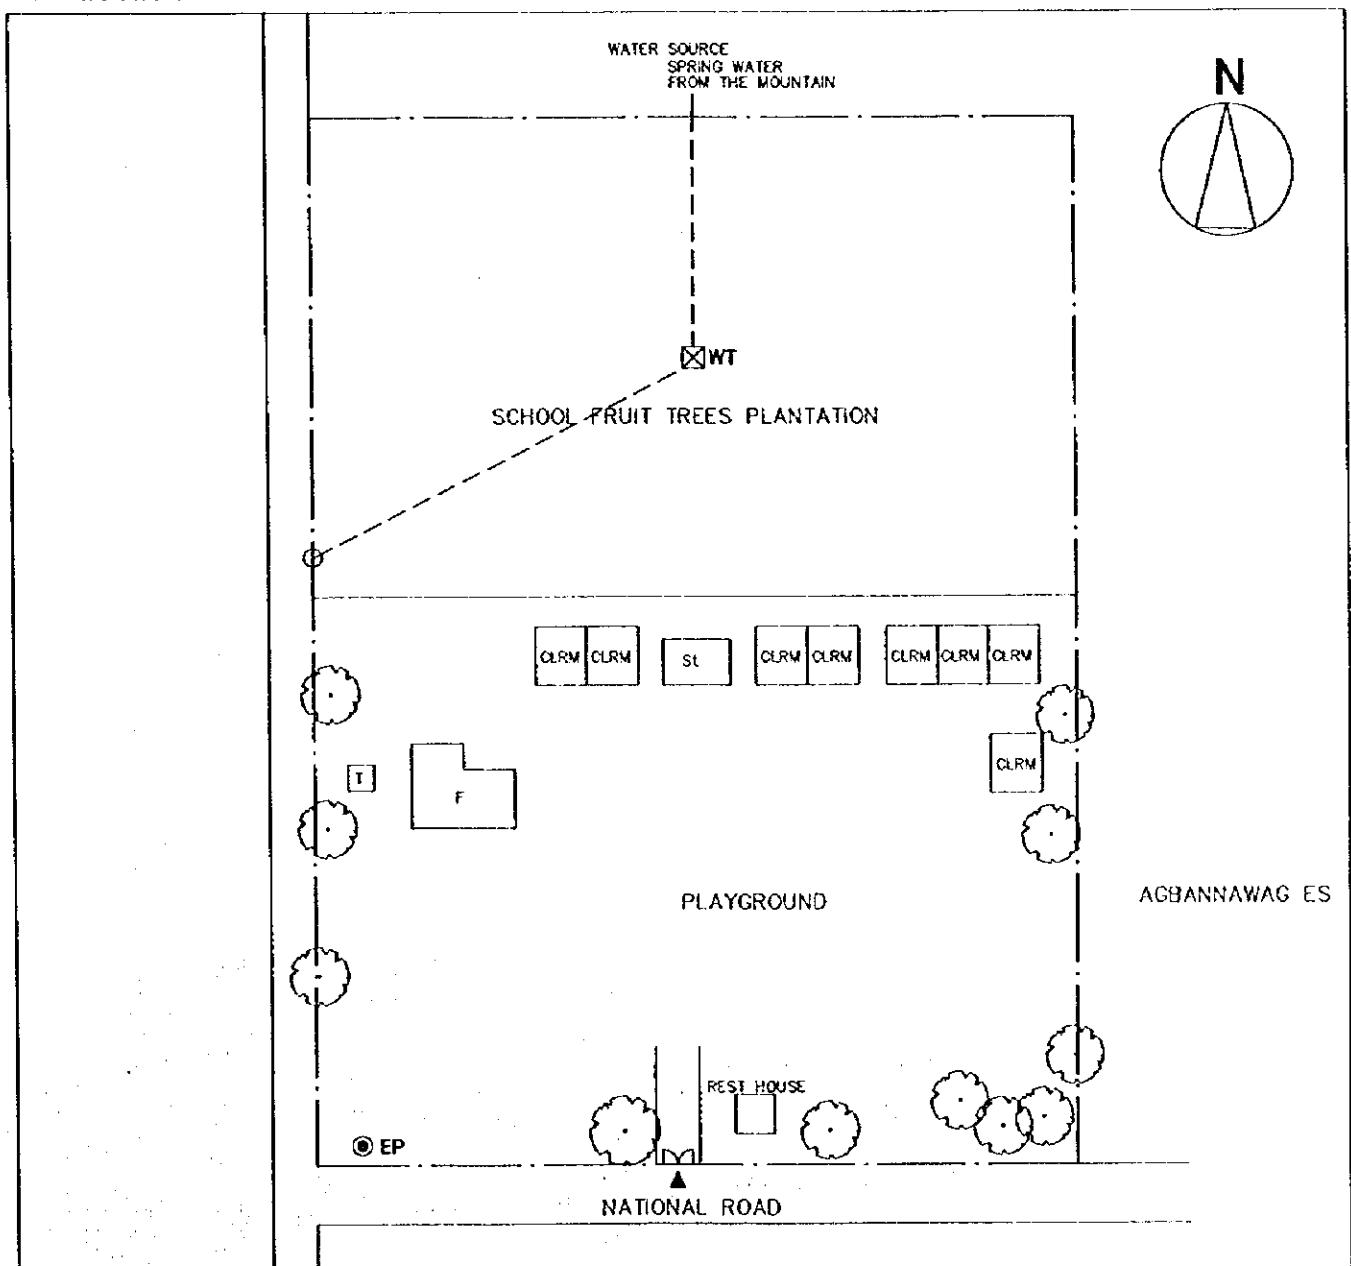 WATER SOURCE
SPRING WATER
FROM THE MOUNTAIN
N
WT
SCHOOL FRUIT TREES PLANTATION
CLRM CLRM St CLRM CLRM CLRM CLRM CLRM
T
F
CLRM
PLAYGROUND
AGBANNAWAG ES
REST HOUSE
EP
NATIONAL ROAD